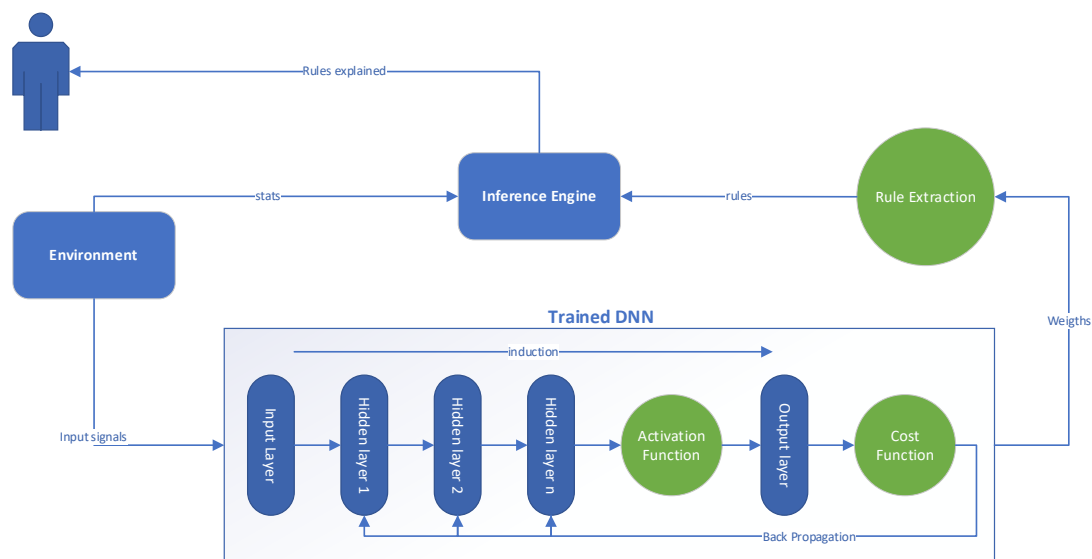 Rules explained
stats
Inference Engine
rules
Rule Extraction
Environment
Trained DNN
Weigths
induction
Input signals
Input Layer
Hidden layer 1
Hidden layer 2
Hidden layer n
Activation
Function
Output layer
Cost
Function
Back Propagation